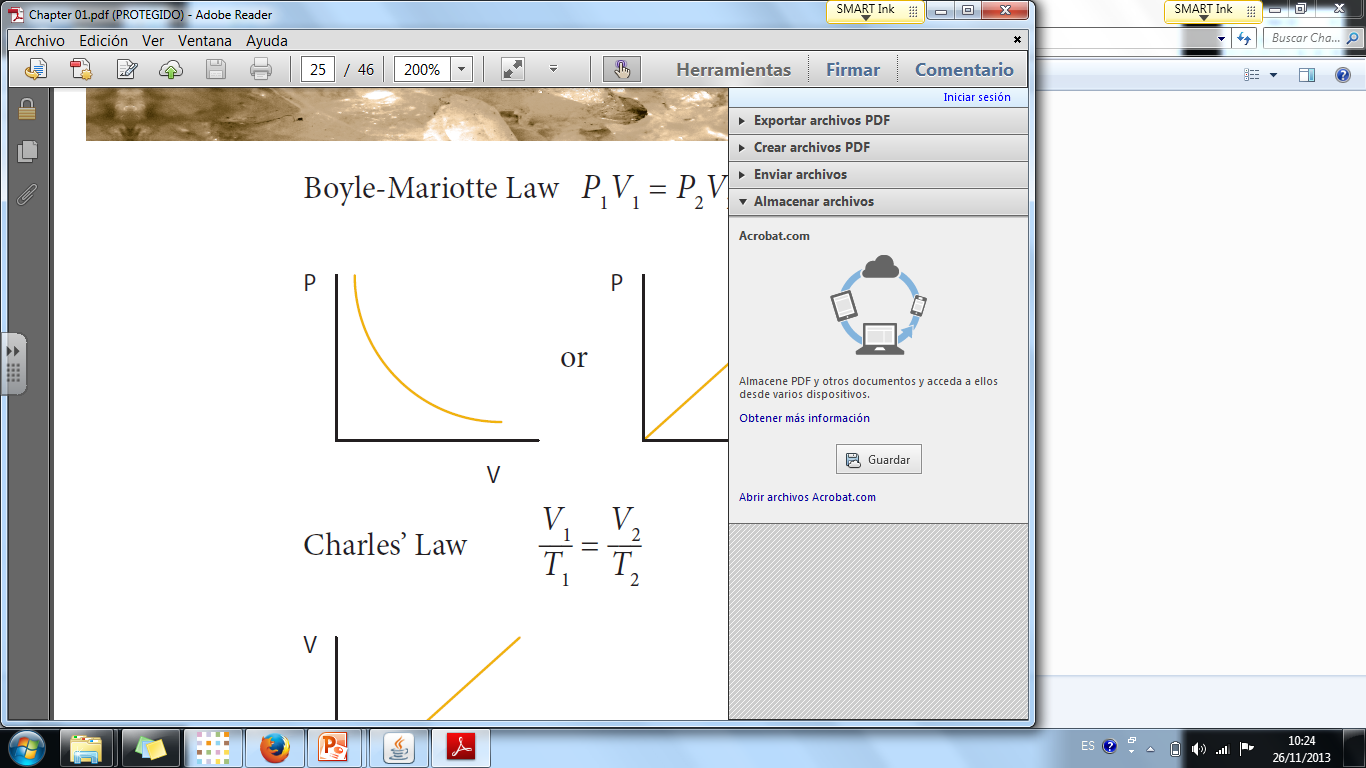 Chapter 01.pdf (PROTEGIDO) - Adobe Reader
SMART Ink
SMART Ink
Archivo Edición Ver Ventana Ayuda
Buscar Cha...
25 / 46 200% Herramientas Firmar Comentario
Iniciar sesión
Exportar archivos PDF
Crear archivos PDF
Enviar archivos
Almacenar archivos
Acrobat.com
Almacene PDF y otros documentos y acceda a ellos
desde varios dispositivos.
Obtener más información
Guardar
Abrir archivos Acrobat.com
Boyle-Mariotte Law P₁V₁ = P₂V
P
P
or
V
Charles’ Law V₁/T₁ = V₂/T₂
V
ES
10:24
26/11/2013